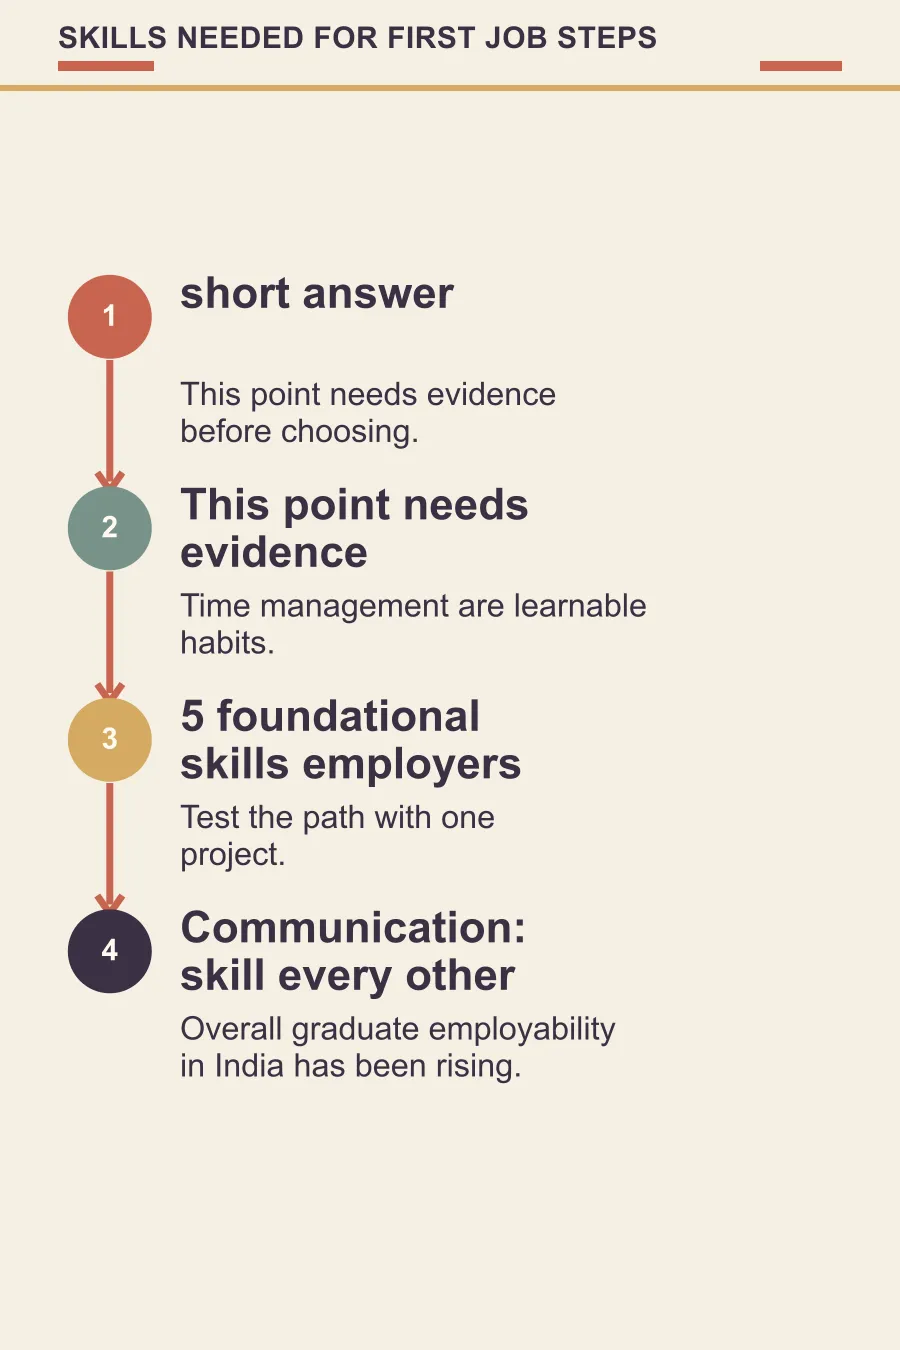 SKILLS NEEDED FOR FIRST JOB STEPS
1
short answer
This point needs evidence
before choosing.
2
This point needs
evidence
Time management are learnable
habits.
3
5 foundational
skills employers
Test the path with one
project.
4
Communication:
skill every other
Overall graduate employability
in India has been rising.